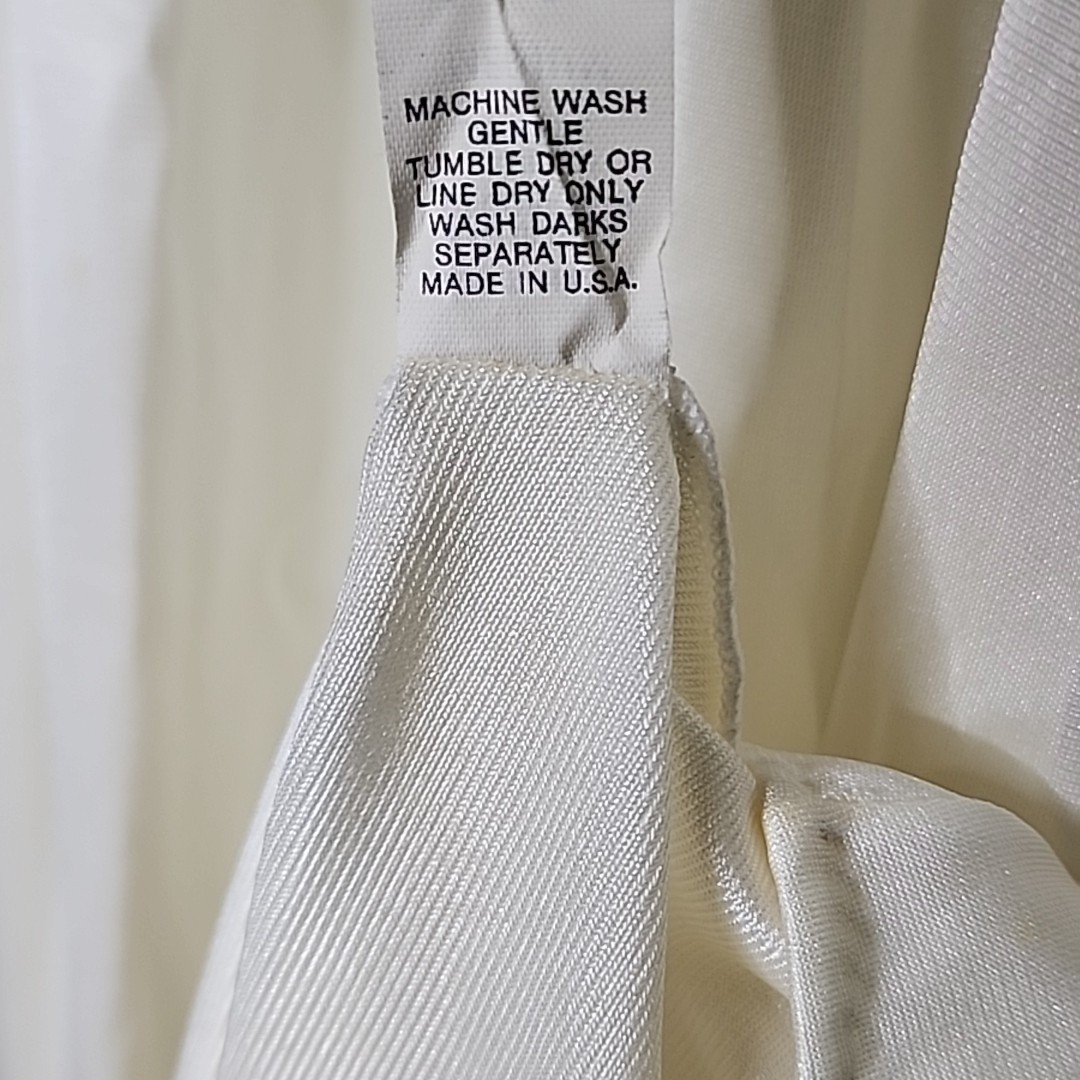 MACHINE WASH
GENTLE
TUMBLE DRY OR
LINE DRY ONLY
WASH DARKS
SEPARATELY
MADE IN U.S.A.